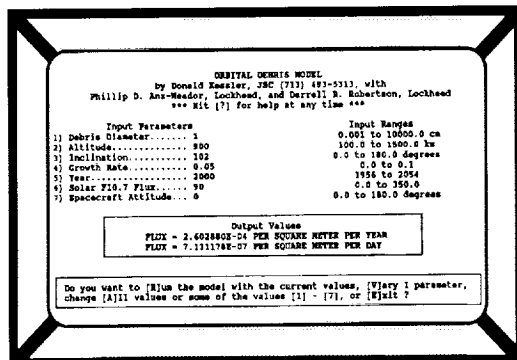 ORBITAL DEBRIS MODEL
by Donald Kessler, JSC (713) 483-5313, with
Phillip D. Anz-Meador, Lockheed, and Darrell R. Robertson, Lockheed
*** Hit [?] for help at any time ***
Input Parameters Input Ranges
1) Debris Diameter...... 1 0.001 to 10000.0 cm
2) Altitude............. 900 100.0 to 1500.0 km
3) Inclination.......... 102 0.0 to 180.0 degrees
4) Growth Rate.......... 0.05 0.0 to 0.1
5) Year................. 2000 1956 to 2054
6) Solar F10.7 Flux..... 90 0.0 to 350.0
7) Spacecraft Attitude.. 0 0.0 to 180.0 degrees
Output Values
FLUX = 2.602880E-04 PER SQUARE METER PER YEAR
FLUX = 7.131178E-07 PER SQUARE METER PER DAY
Do you want to [R]un the model with the current values, [V]ary 1 parameter,
change [A]ll values or some of the values [1] - [7], or [E]xit ?